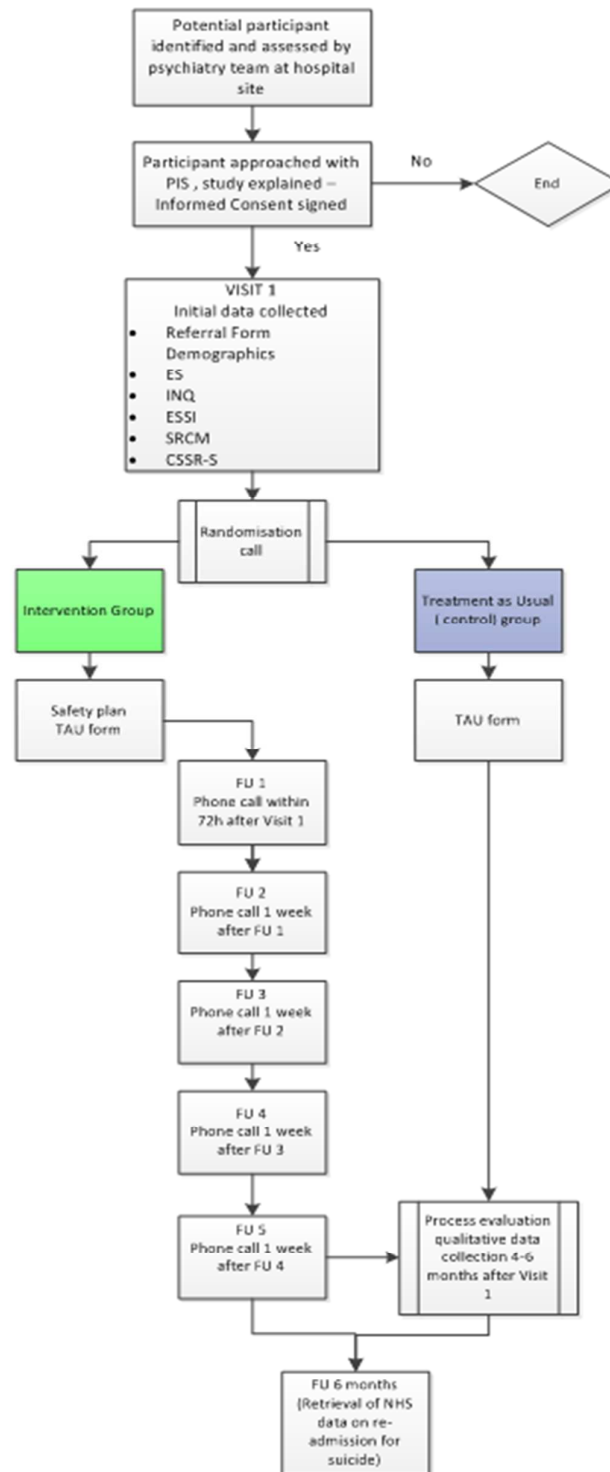 Potential participant
identified and assessed by
psychiatry team at hospital
site
Participant approached with
PIS , study explained –
Informed Consent signed
No
End
Yes
VISIT 1
Initial data collected
• Referral Form
Demographics
• ES
• INQ
• ESSI
• SRCM
• CSSR-S
Randomisation
call
Intervention Group
Treatment as Usual
( control) group
Safety plan
TAU form
TAU form
FU 1
Phone call within
72h after Visit 1
FU 2
Phone call 1 week
after FU 1
FU 3
Phone call 1 week
after FU 2
FU 4
Phone call 1 week
after FU 3
FU 5
Phone call 1 week
after FU 4
Process evaluation
qualitative data
collection 4-6
months after Visit
1
FU 6 months
(Retrieval of NHS
data on re-
admission for
suicide)